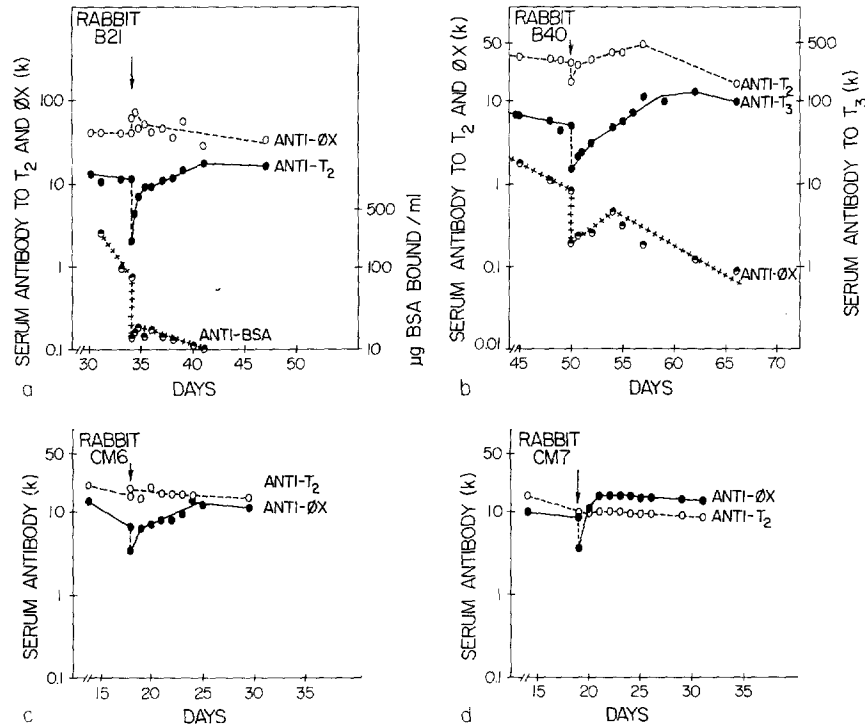 RABBIT
B21
SERUM ANTIBODY TO T2 AND ØX (k)
100
10
1
0.1
ANTI-ØX
ANTI-T2
ANTI-BSA
500
100
10
µg BSA BOUND / ml
30 35 40 45 50
DAYS
a
RABBIT
B40
SERUM ANTIBODY TO T2 AND ØX (k)
50
10
1
0.1
0.01
ANTI-T2
ANTI-T3
ANTI-ØX
500
100
10
1
SERUM ANTIBODY TO T3 (k)
45 50 55 60 65 70
DAYS
b
RABBIT
CM6
SERUM ANTIBODY (k)
50
10
1
0.1
ANTI-T2
ANTI-ØX
15 20 25 30 35
DAYS
c
RABBIT
CM7
SERUM ANTIBODY (k)
50
10
1
0.1
ANTI-ØX
ANTI-T2
15 20 25 30 35
DAYS
d